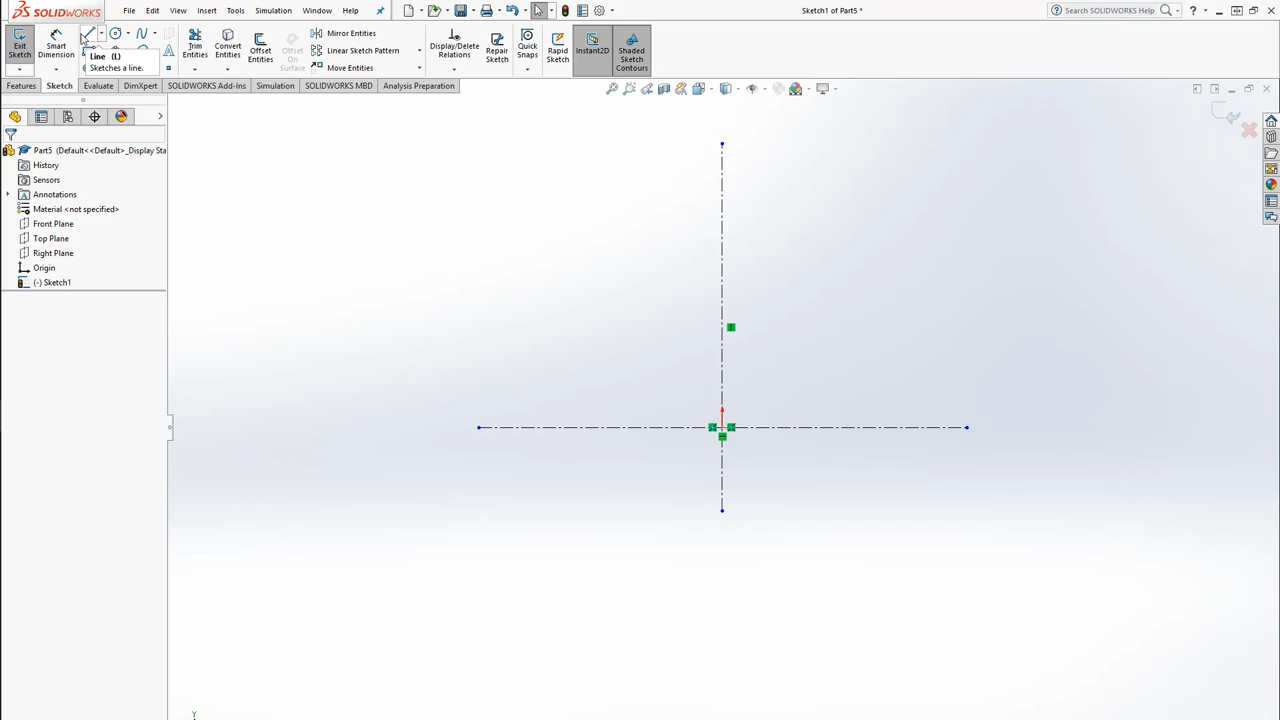 SOLIDWORKS
File Edit View Insert Tools Simulation Window Help
Sketch1 of Part5 *
Search SOLIDWORKS Help
Exit Sketch
Smart Dimension
Trim Entities
Convert Entities
Offset Entities
Offset On Surface
Mirror Entities
Linear Sketch Pattern
Move Entities
Display/Delete Relations
Repair Sketch
Quick Snaps
Rapid Sketch
Instant2D
Shaded Sketch Contours
Line (L)
Sketches a line.
Features Sketch Evaluate DimXpert SOLIDWORKS Add-Ins Simulation SOLIDWORKS MBD Analysis Preparation
Part5 (Default<<Default>_Display Sta
History
Sensors
Annotations
Material <not specified>
Front Plane
Top Plane
Right Plane
Origin
(-) Sketch1
Y